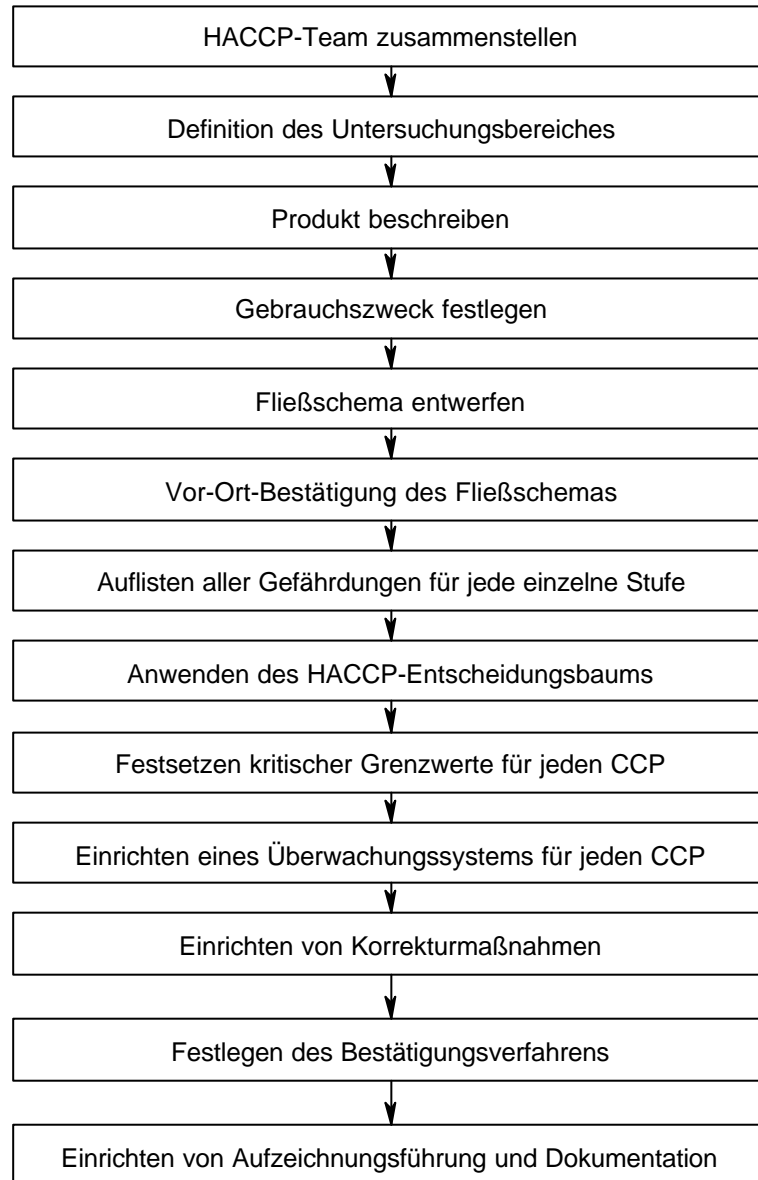 HACCP-Team zusammenstellen
Definition des Untersuchungsbereiches
Produkt beschreiben
Gebrauchszweck festlegen
Fließschema entwerfen
Vor-Ort-Bestätigung des Fließschemas
Auflisten aller Gefährdungen für jede einzelne Stufe
Anwenden des HACCP-Entscheidungsbaums
Festsetzen kritischer Grenzwerte für jeden CCP
Einrichten eines Überwachungssystems für jeden CCP
Einrichten von Korrekturmaßnahmen
Festlegen des Bestätigungsverfahrens
Einrichten von Aufzeichnungsführung und Dokumentation